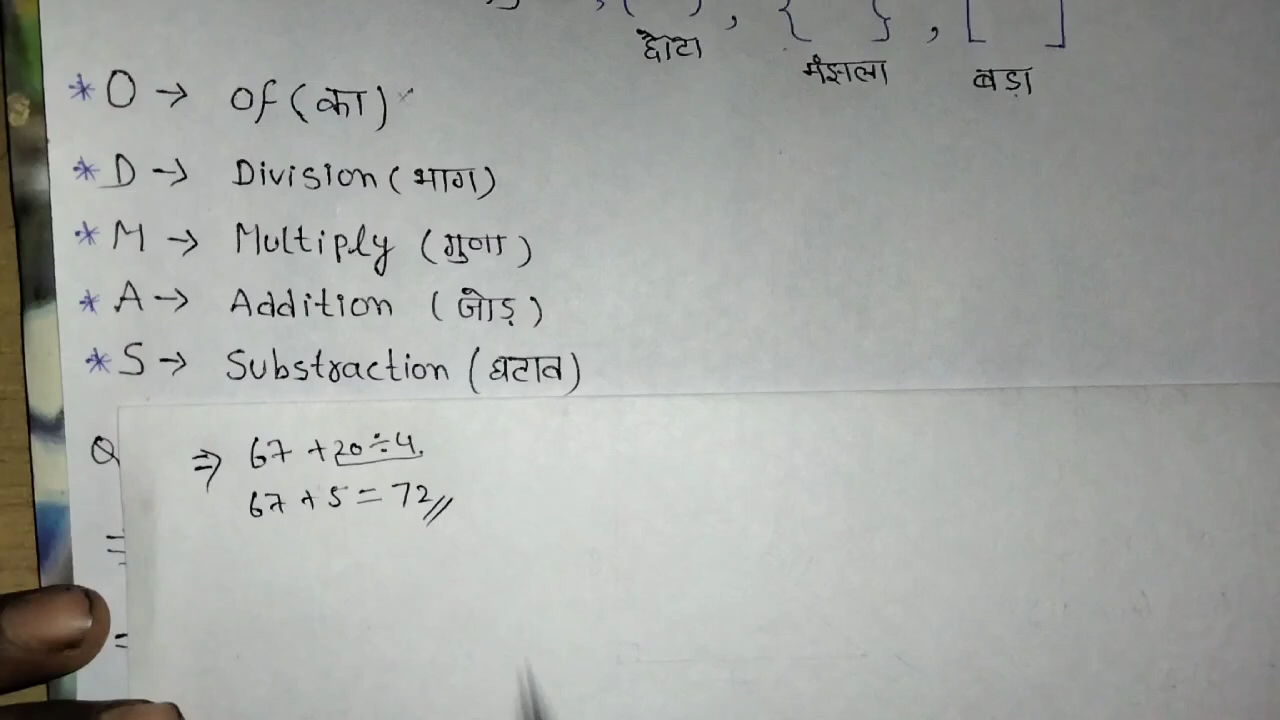 , ( ) , { } , [ ]
छोटा मंझला बड़ा
* O → of (का)
* D → Division (भाग)
* M → Multiply (गुणा)
* A → Addition (जोड़)
* S → Substraction (घटाव)
Q
⇒ 67 + 20 ÷ 4
67 + 5 = 72 //
=
=